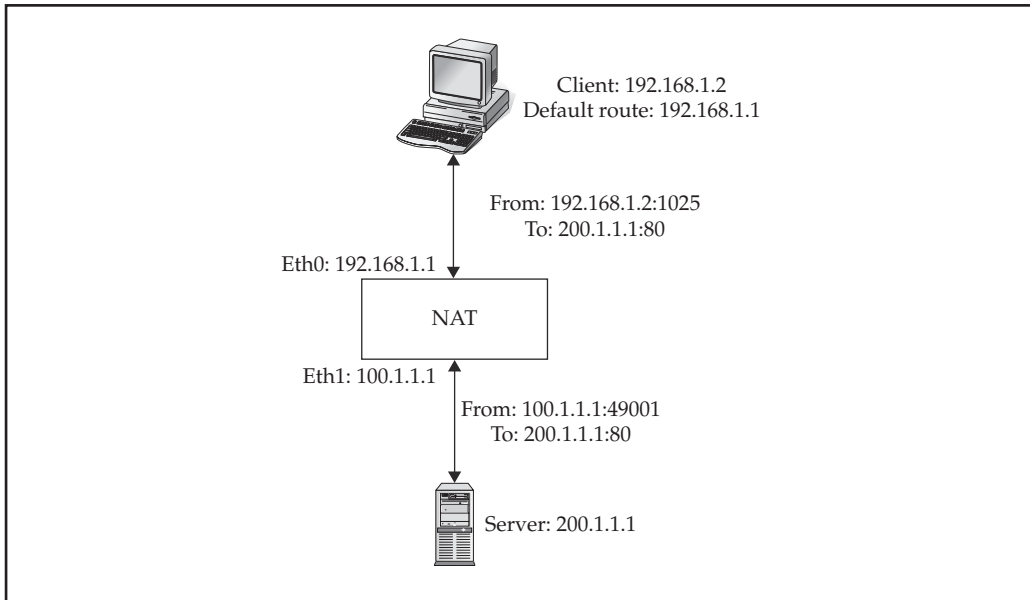 Client: 192.168.1.2
Default route: 192.168.1.1
From: 192.168.1.2:1025
To: 200.1.1.1:80
Eth0: 192.168.1.1
NAT
Eth1: 100.1.1.1
From: 100.1.1.1:49001
To: 200.1.1.1:80
Server: 200.1.1.1